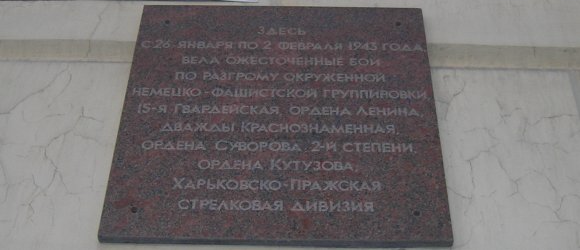 ЗДЕСЬ
С 26 ЯНВАРЯ ПО 2 ФЕВРАЛЯ 1943 ГОДА
ВЕЛА ОЖЕСТОЧЕННЫЕ БОИ
ПО РАЗГРОМУ ОКРУЖЕННОЙ
НЕМЕЦКО-ФАШИСТСКОЙ ГРУППИРОВКИ
15-Я ГВАРДЕЙСКАЯ, ОРДЕНА ЛЕНИНА,
ДВАЖДЫ КРАСНОЗНАМЕННАЯ,
ОРДЕНА СУВОРОВА 2-Й СТЕПЕНИ,
ОРДЕНА КУТУЗОВА,
ХАРЬКОВСКО-ПРАЖСКАЯ
СТРЕЛКОВАЯ ДИВИЗИЯ